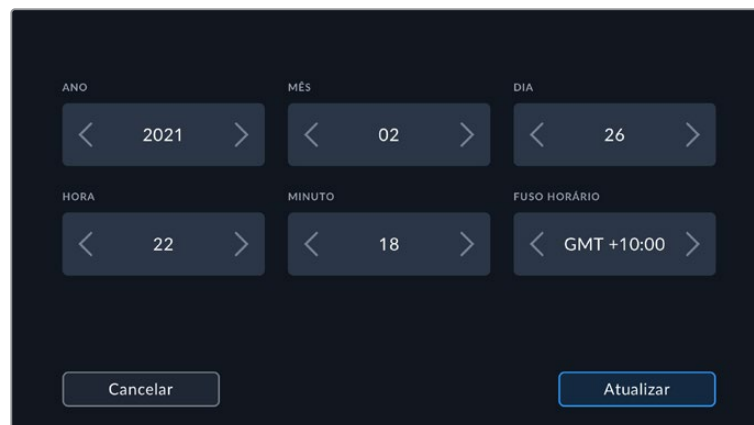 ANO MÊS DIA
2021 02 26
HORA MINUTO FUSO HORÁRIO
22 18 GMT +10:00
Cancelar Atualizar